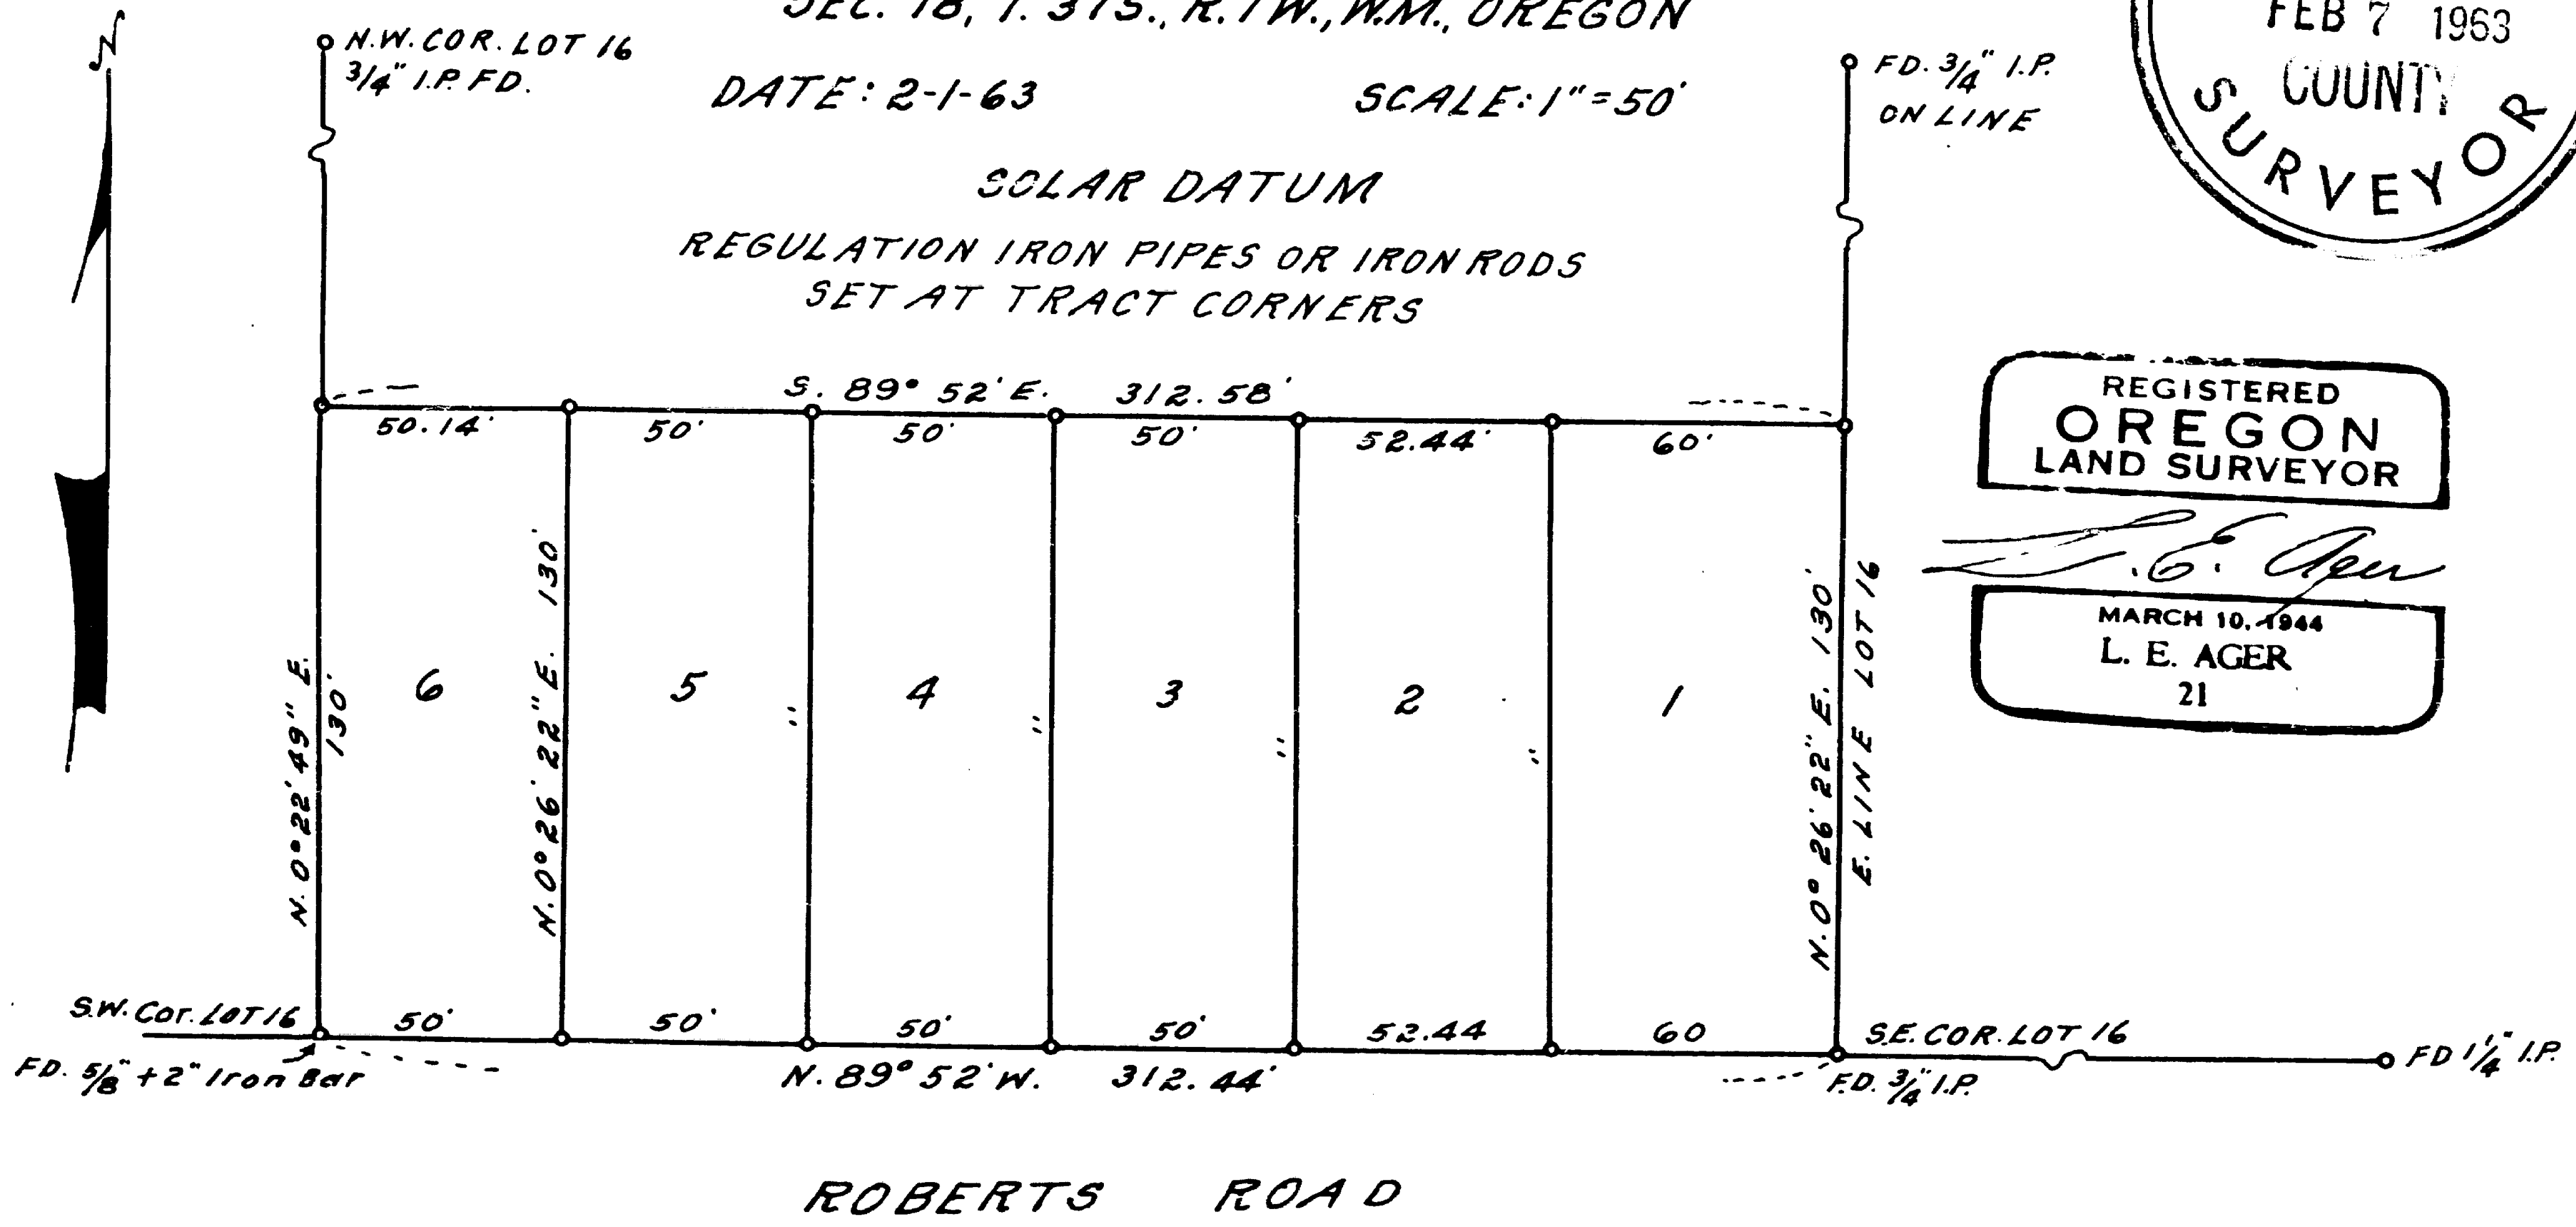 SEC. 18, T. 37S., R. 1W., W.M., OREGON
FEB 7 1963
COUNTY
SURVEYOR
N
N.W. COR. LOT 16
3/4" I.P. FD.
DATE: 2-1-63
SCALE: 1"=50'
FD. 3/4" I.P.
ON LINE
SOLAR DATUM
REGULATION IRON PIPES OR IRON RODS
SET AT TRACT CORNERS
S. 89° 52' E. 312.58'
50.14' 50' 50' 50' 52.44' 60'
REGISTERED
OREGON
LAND SURVEYOR
L. E. Ager
MARCH 10, 1944
L. E. AGER
21
N. 0° 22' 49" E.
130'
6
N. 0° 26' 22" E. 130'
5
"
4
"
3
"
2
"
1
N. 0° 26' 22" E. 130'
E. LINE LOT 16
S.W. Cor. LOT 16
50' 50' 50' 50' 52.44 60
S.E. COR. LOT 16
FD. 5/8" + 2" Iron Bar
N. 89° 52' W. 312.44'
F.D. 3/4" I.P.
FD 1 1/4" I.P.
ROBERTS ROAD